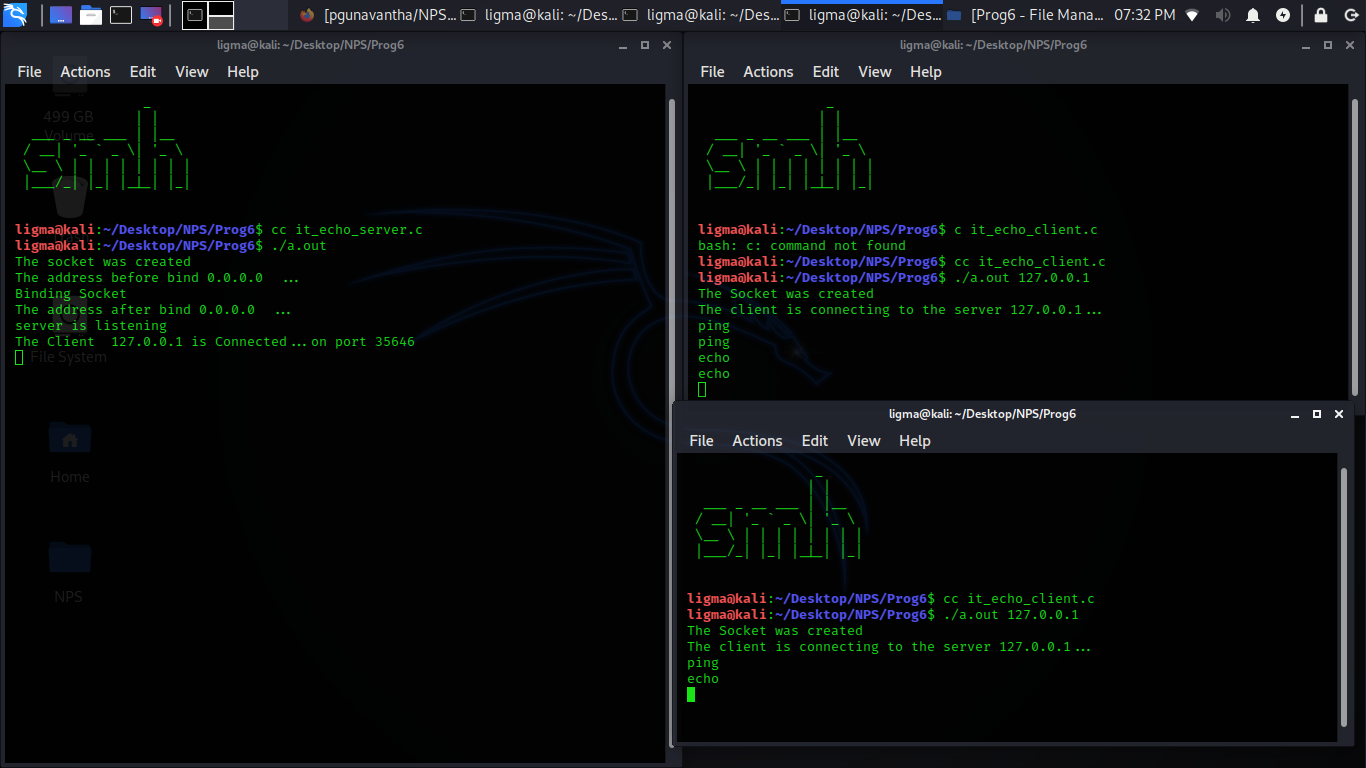 [pgunavantha/NPS...
ligma@kali: ~/Des...
ligma@kali: ~/Des...
ligma@kali: ~/Des...
[Prog6 - File Mana...
07:32 PM
ligma@kali: ~/Desktop/NPS/Prog6
File Actions Edit View Help
499 GB
Volume
smh
ligma@kali:~/Desktop/NPS/Prog6$ cc it_echo_server.c
ligma@kali:~/Desktop/NPS/Prog6$ ./a.out
The socket was created
The address before bind 0.0.0.0 ...
Binding Socket
The address after bind 0.0.0.0 ...
server is listening
The Client 127.0.0.1 is Connected...on port 35646
File System
Home
NPS
ligma@kali: ~/Desktop/NPS/Prog6
File Actions Edit View Help
smh
ligma@kali:~/Desktop/NPS/Prog6$ c it_echo_client.c
bash: c: command not found
ligma@kali:~/Desktop/NPS/Prog6$ cc it_echo_client.c
ligma@kali:~/Desktop/NPS/Prog6$ ./a.out 127.0.0.1
The Socket was created
The client is connecting to the server 127.0.0.1...
ping
ping
echo
echo
ligma@kali: ~/Desktop/NPS/Prog6
File Actions Edit View Help
smh
ligma@kali:~/Desktop/NPS/Prog6$ cc it_echo_client.c
ligma@kali:~/Desktop/NPS/Prog6$ ./a.out 127.0.0.1
The Socket was created
The client is connecting to the server 127.0.0.1...
ping
echo